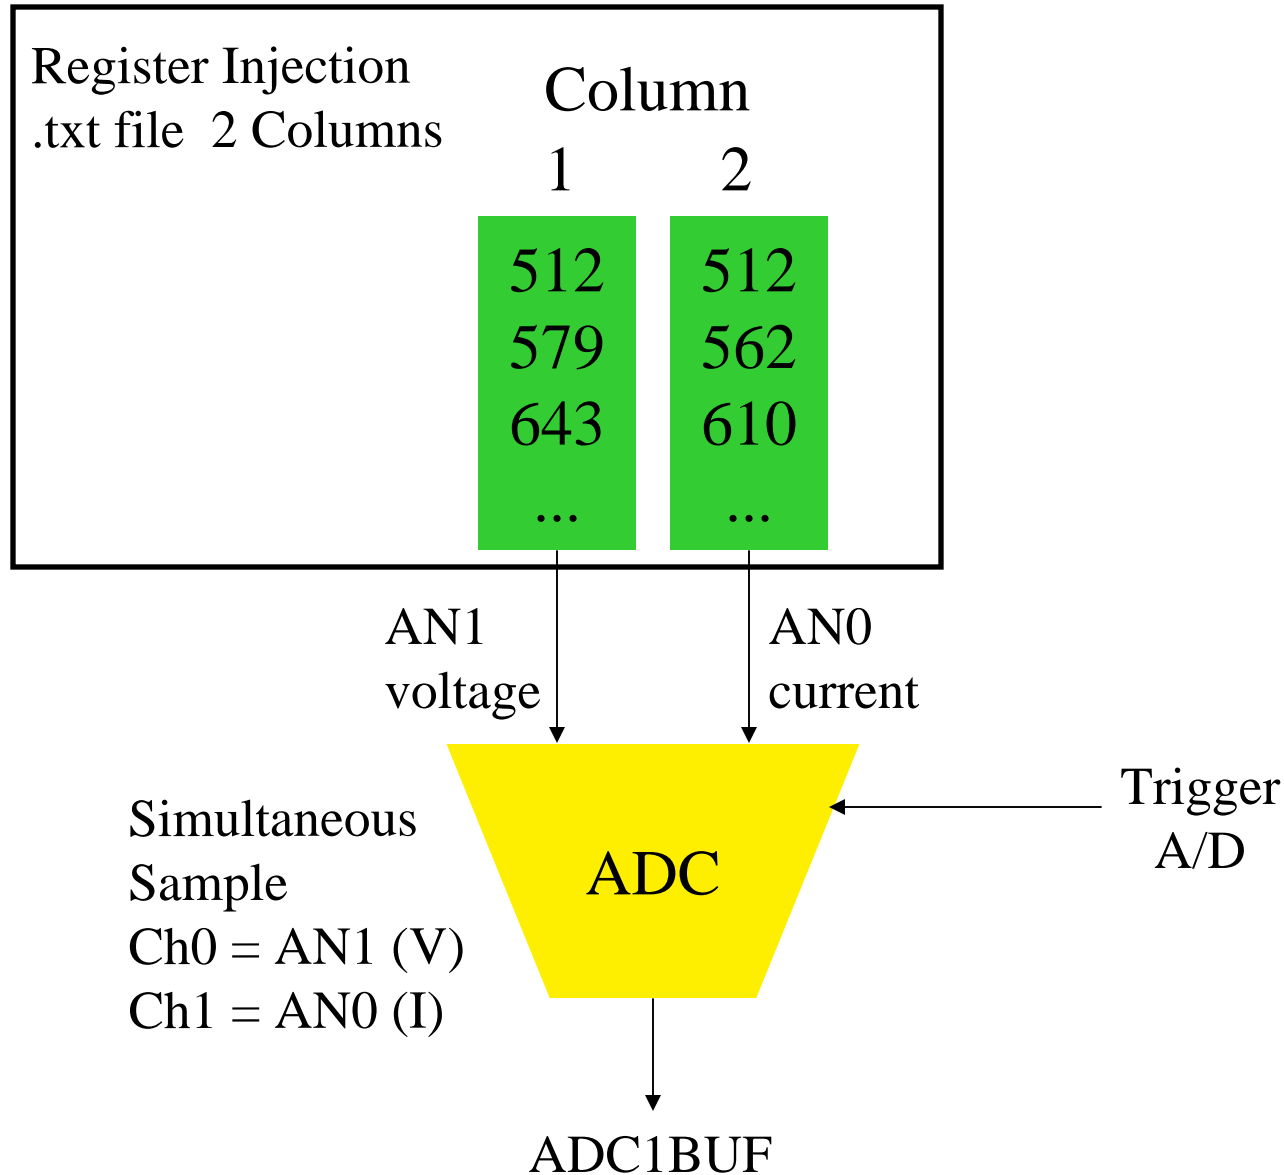 Register Injection
.txt file  2 Columns
Column
1 2
512 512
579 562
643 610
... ...
AN1
voltage
AN0
current
Trigger
A/D
Simultaneous
Sample
Ch0 = AN1 (V)
Ch1 = AN0 (I)
ADC
ADC1BUF